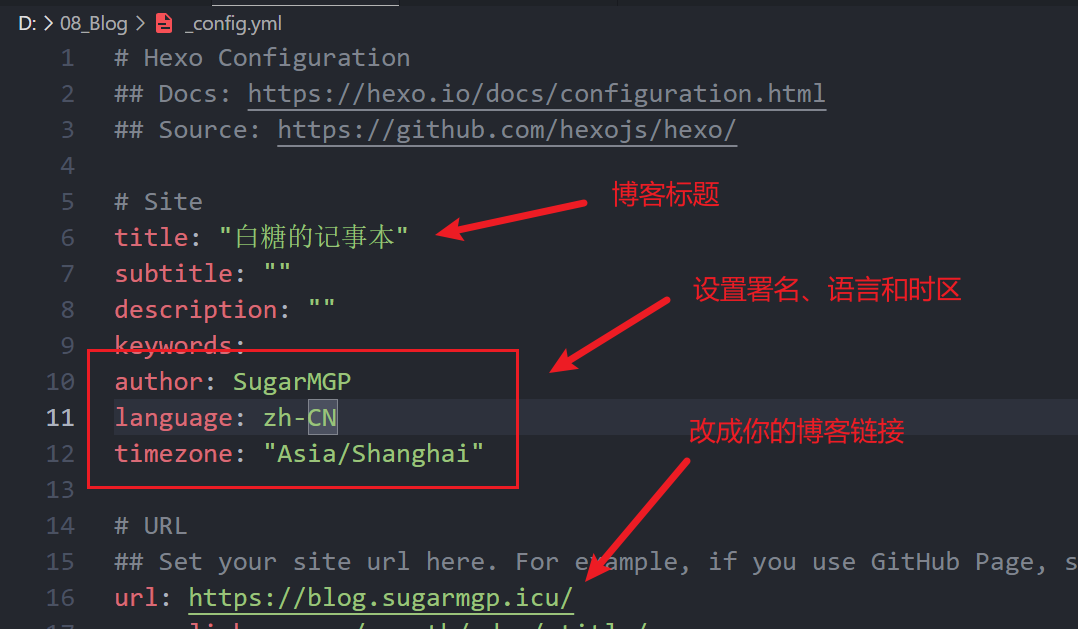 D: > 08_Blog > _config.yml
1 # Hexo Configuration
2 ## Docs: https://hexo.io/docs/configuration.html
3 ## Source: https://github.com/hexojs/hexo/
4
5 # Site
博客标题
6 title: "白糖的记事本"
7 subtitle: ""
设置署名、语言和时区
8 description: ""
9 keywords:
10 author: SugarMGP
11 language: zh-CN
改成你的博客链接
12 timezone: "Asia/Shanghai"
13
14 # URL
15 ## Set your site url here. For example, if you use GitHub Page, s
16 url: https://blog.sugarmgp.icu/